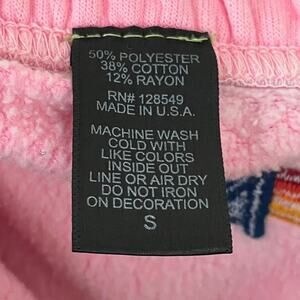 50% POLYESTER
38% COTTON
12% RAYON
RN# 128549
MADE IN U.S.A.
MACHINE WASH
COLD WITH
LIKE COLORS
INSIDE OUT
LINE OR AIR DRY
DO NOT IRON
ON DECORATION
S